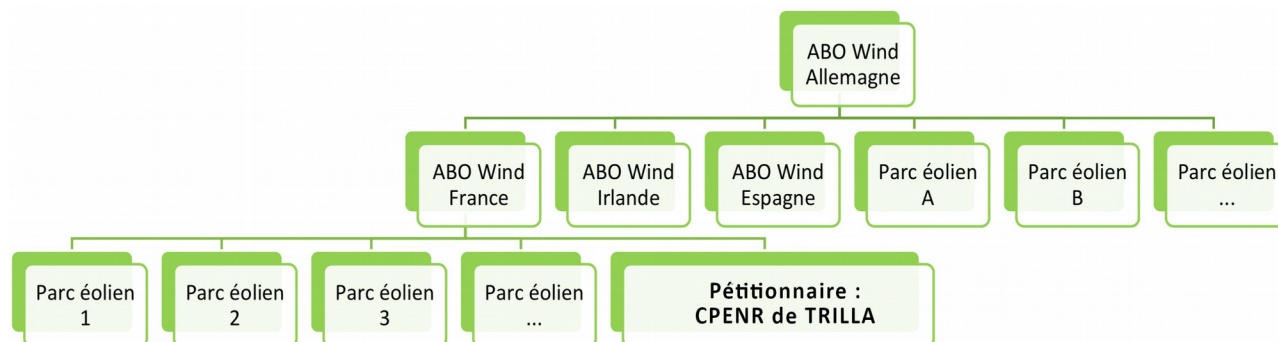 ABO Wind
Allemagne
ABO Wind
France
ABO Wind
Irlande
ABO Wind
Espagne
Parc éolien
A
Parc éolien
B
Parc éolien
...
Parc éolien
1
Parc éolien
2
Parc éolien
3
Parc éolien
...
Pétitionnaire :
CPENR de TRILLA